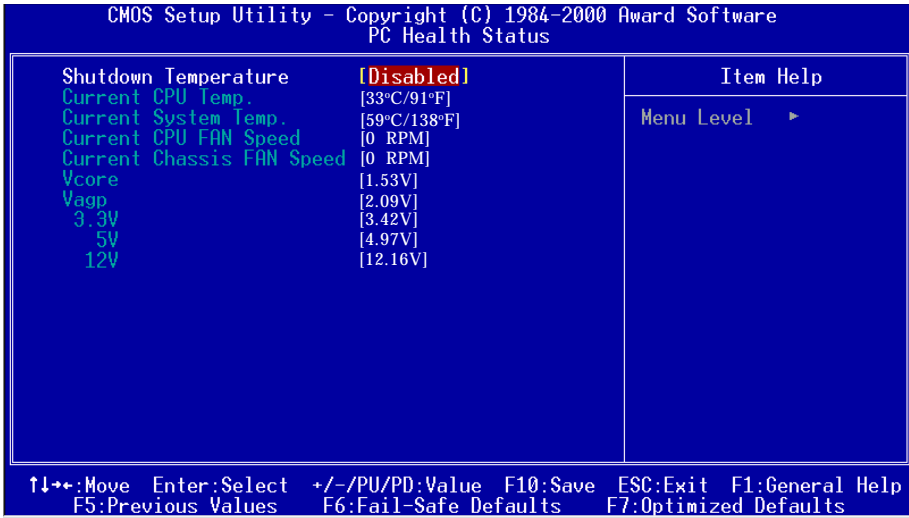 CMOS Setup Utility - Copyright (C) 1984-2000 Award Software
PC Health Status
Shutdown Temperature [Disabled]
Current CPU Temp. [33°C/91°F]
Current System Temp. [59°C/138°F]
Current CPU FAN Speed [0 RPM]
Current Chassis FAN Speed [0 RPM]
Vcore [1.53V]
Vagp [2.09V]
3.3V [3.42V]
5V [4.97V]
12V [12.16V]
Item Help
Menu Level ▶
↑↓→←:Move Enter:Select +/-/PU/PD:Value F10:Save ESC:Exit F1:General Help
F5:Previous Values F6:Fail-Safe Defaults F7:Optimized Defaults